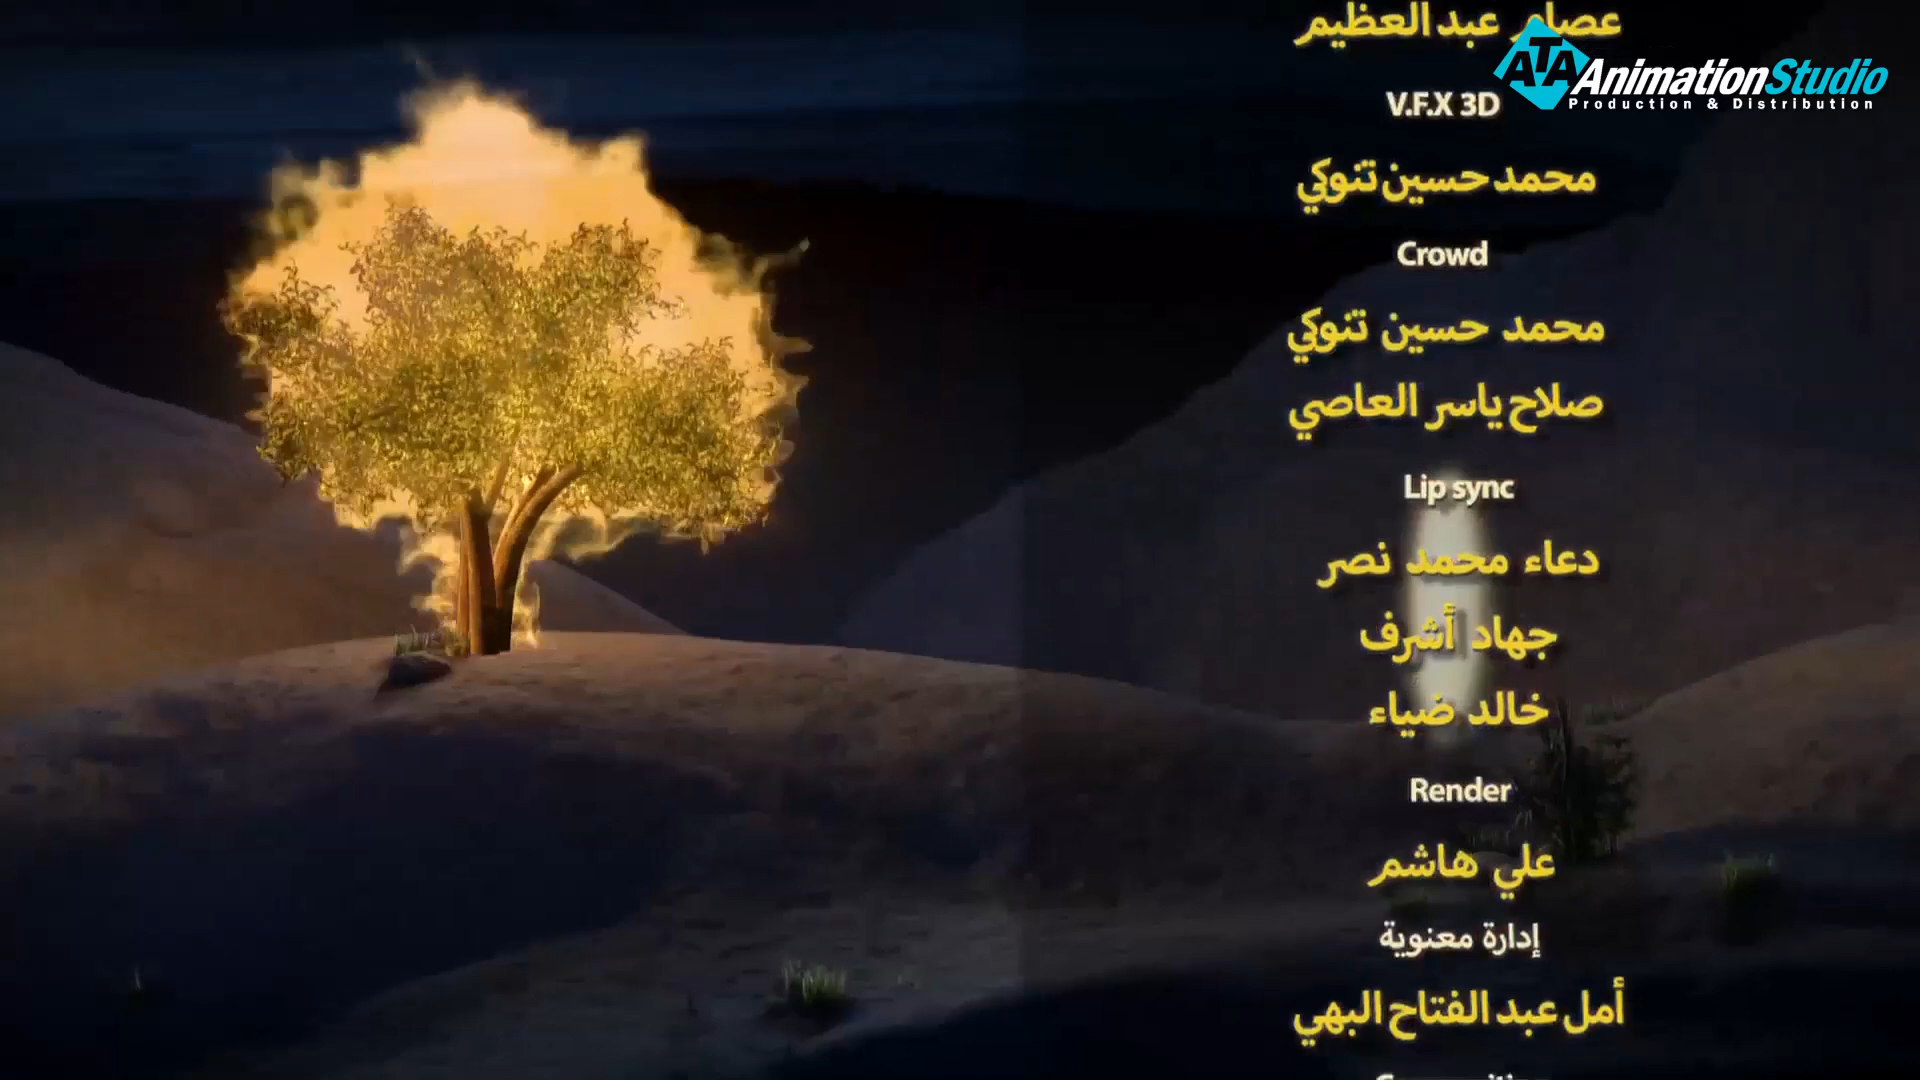 عصام عبد العظيم
ATA AnimationStudio
Production & Distribution
V.F.X 3D
محمد حسين تنوكي
Crowd
محمد حسين تنوكي
صلاح ياسر العاصي
Lip sync
دعاء محمد نصر
جهاد أشرف
خالد ضياء
Render
علي هاشم
إدارة معنوية
أمل عبد الفتاح البهي